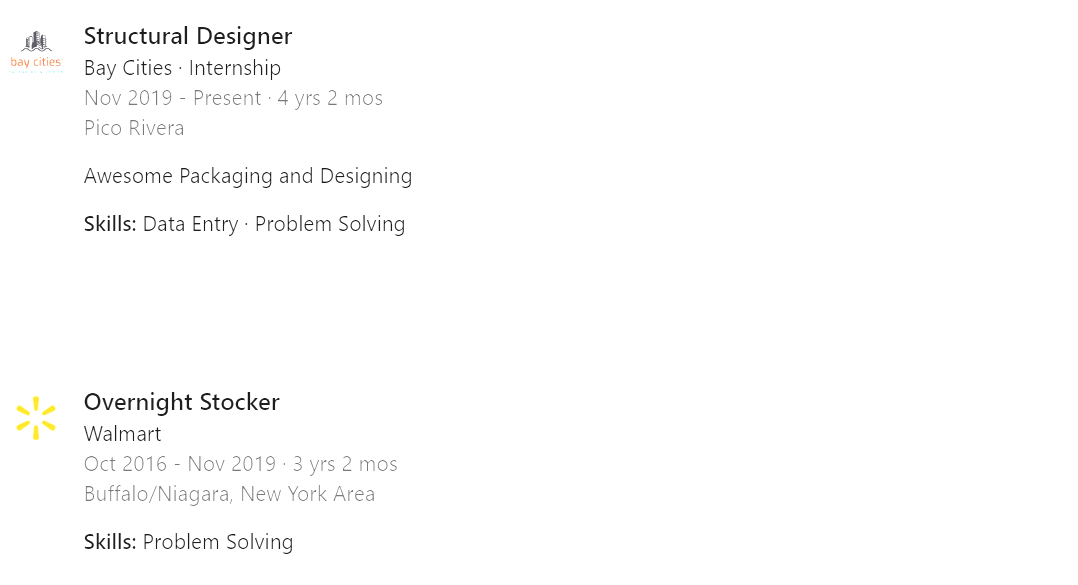 bay cities
Structural Designer
Bay Cities · Internship
Nov 2019 - Present · 4 yrs 2 mos
Pico Rivera
Awesome Packaging and Designing
Skills: Data Entry · Problem Solving
Overnight Stocker
Walmart
Oct 2016 - Nov 2019 · 3 yrs 2 mos
Buffalo/Niagara, New York Area
Skills: Problem Solving